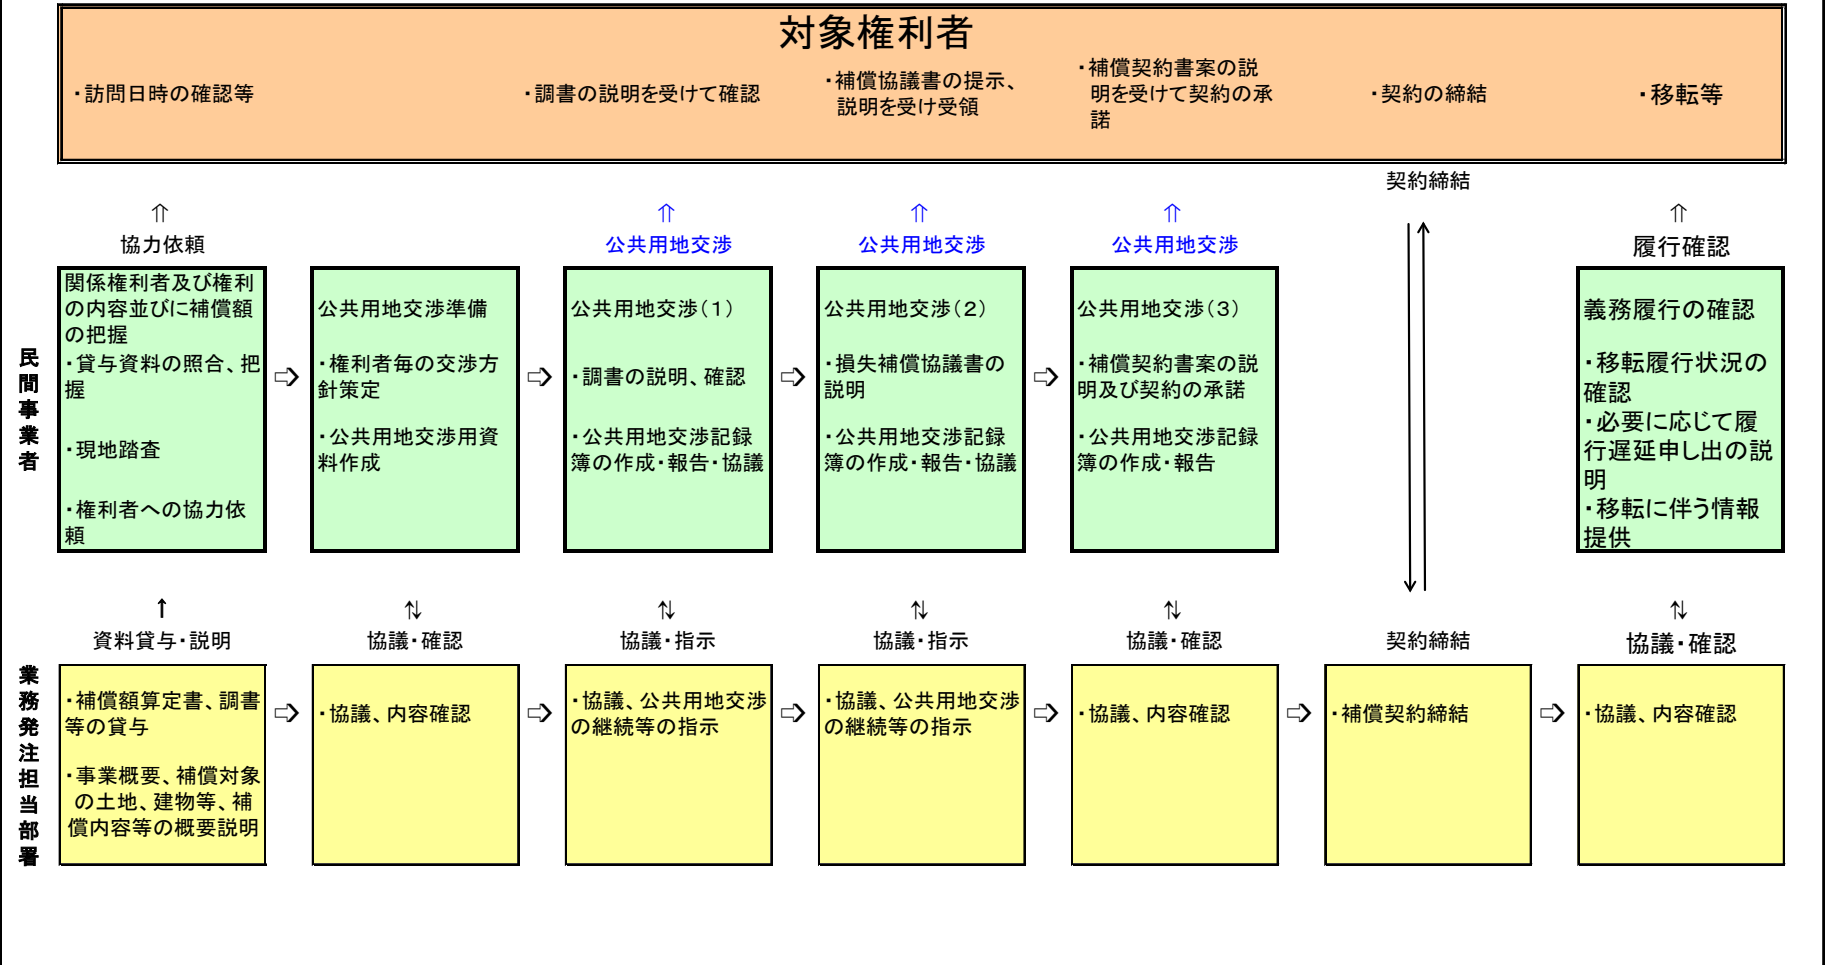 対象権利者
・訪問日時の確認等
・調書の説明を受けて確認
・補償協議書の提示、
説明を受け受領
・補償契約書案の説
明を受けて契約の承
諾
・契約の締結
・移転等
契約締結
⇑
協力依頼
⇑
公共用地交渉
⇑
公共用地交渉
⇑
公共用地交渉
⇑
履行確認
民間事業者
関係権利者及び権利
の内容並びに補償額
の把握
・貸与資料の照合、把
握
・現地踏査
・権利者への協力依
頼
公共用地交渉準備
・権利者毎の交渉方
針策定
・公共用地交渉用資
料作成
公共用地交渉(1)
・調書の説明、確認
・公共用地交渉記録
簿の作成・報告・協議
公共用地交渉(2)
・損失補償協議書の
説明
・公共用地交渉記録
簿の作成・報告・協議
公共用地交渉(3)
・補償契約書案の説
明及び契約の承諾
・公共用地交渉記録
簿の作成・報告
義務履行の確認
・移転履行状況の
確認
・必要に応じて履
行遅延申し出の説
明
・移転に伴う情報
提供
↑
資料貸与・説明
⇅
協議・確認
⇅
協議・指示
⇅
協議・指示
⇅
協議・確認
契約締結
⇅
協議・確認
業務発注担当部署
・補償額算定書、調書
等の貸与
・事業概要、補償対象
の土地、建物等、補
償内容等の概要説明
・協議、内容確認
・協議、公共用地交渉
の継続等の指示
・協議、公共用地交渉
の継続等の指示
・協議、内容確認
・補償契約締結
・協議、内容確認